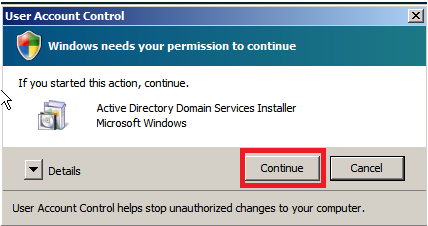 User Account Control
Windows needs your permission to continue
If you started this action, continue.
Active Directory Domain Services Installer
Microsoft Windows
Details
Continue
Cancel
User Account Control helps stop unauthorized changes to your computer.